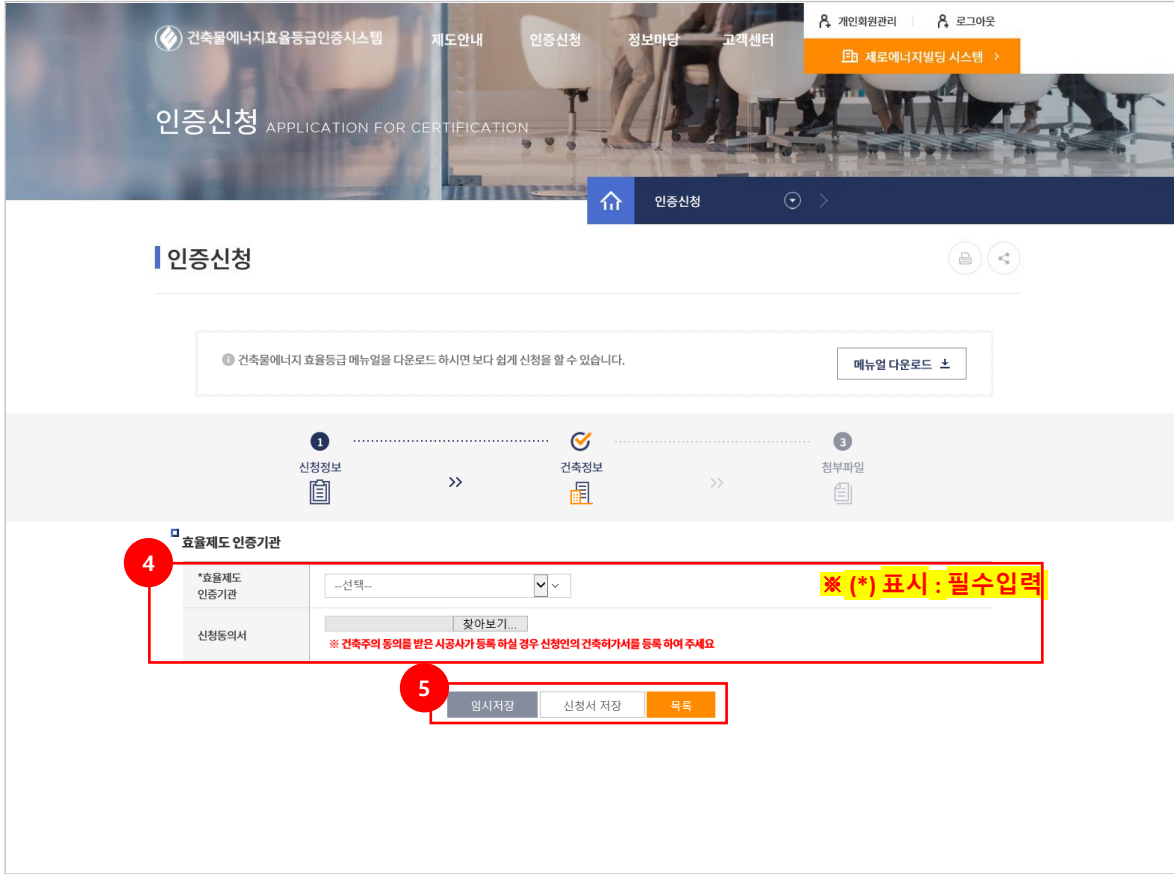 개인회원관리 로그아웃
건축물에너지효율등급인증시스템 제도안내 인증신청 정보마당 고객센터
제로에너지빌딩 시스템 >
인증신청 APPLICATION FOR CERTIFICATION
인증신청
인증신청
건축물에너지 효율등급 메뉴얼을 다운로드 하시면 보다 쉽게 신청을 할 수 있습니다.
메뉴얼 다운로드
1 3
신청정보 건축정보 첨부파일
효율제도 인증기관
4
*효율제도
인증기관
--선택--
※ (*) 표시 : 필수입력
신청동의서
찾아보기...
※ 건축주의 동의를 받은 시공사가 등록 하실 경우 신청인의 건축허가서를 등록 하여 주세요
5
임시저장 신청서 저장 목록